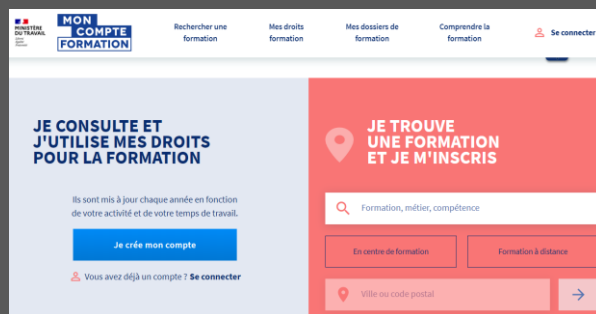 MINISTÈRE
DU TRAVAIL
MON
COMPTE
FORMATION
Rechercher une
formation
Mes droits
formation
Mes dossiers de
formation
Comprendre la
formation
Se connecter
JE CONSULTE ET
J'UTILISE MES DROITS
POUR LA FORMATION
Ils sont mis à jour chaque année en fonction
de votre activité et de votre temps de travail.
Je crée mon compte
Vous avez déjà un compte ? Se connecter
JE TROUVE
UNE FORMATION
ET JE M'INSCRIS
Formation, métier, compétence
En centre de formation
Formation à distance
Ville ou code postal